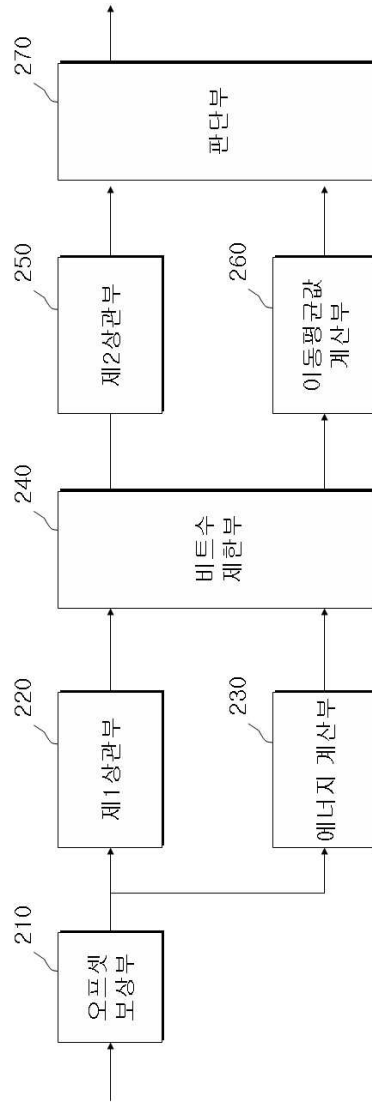 210
오프셋
보상부
220
제1상관부
230
에너지 계산부
240
비트수
제한부
250
제2상관부
260
이동평균값
계산부
270
판단부